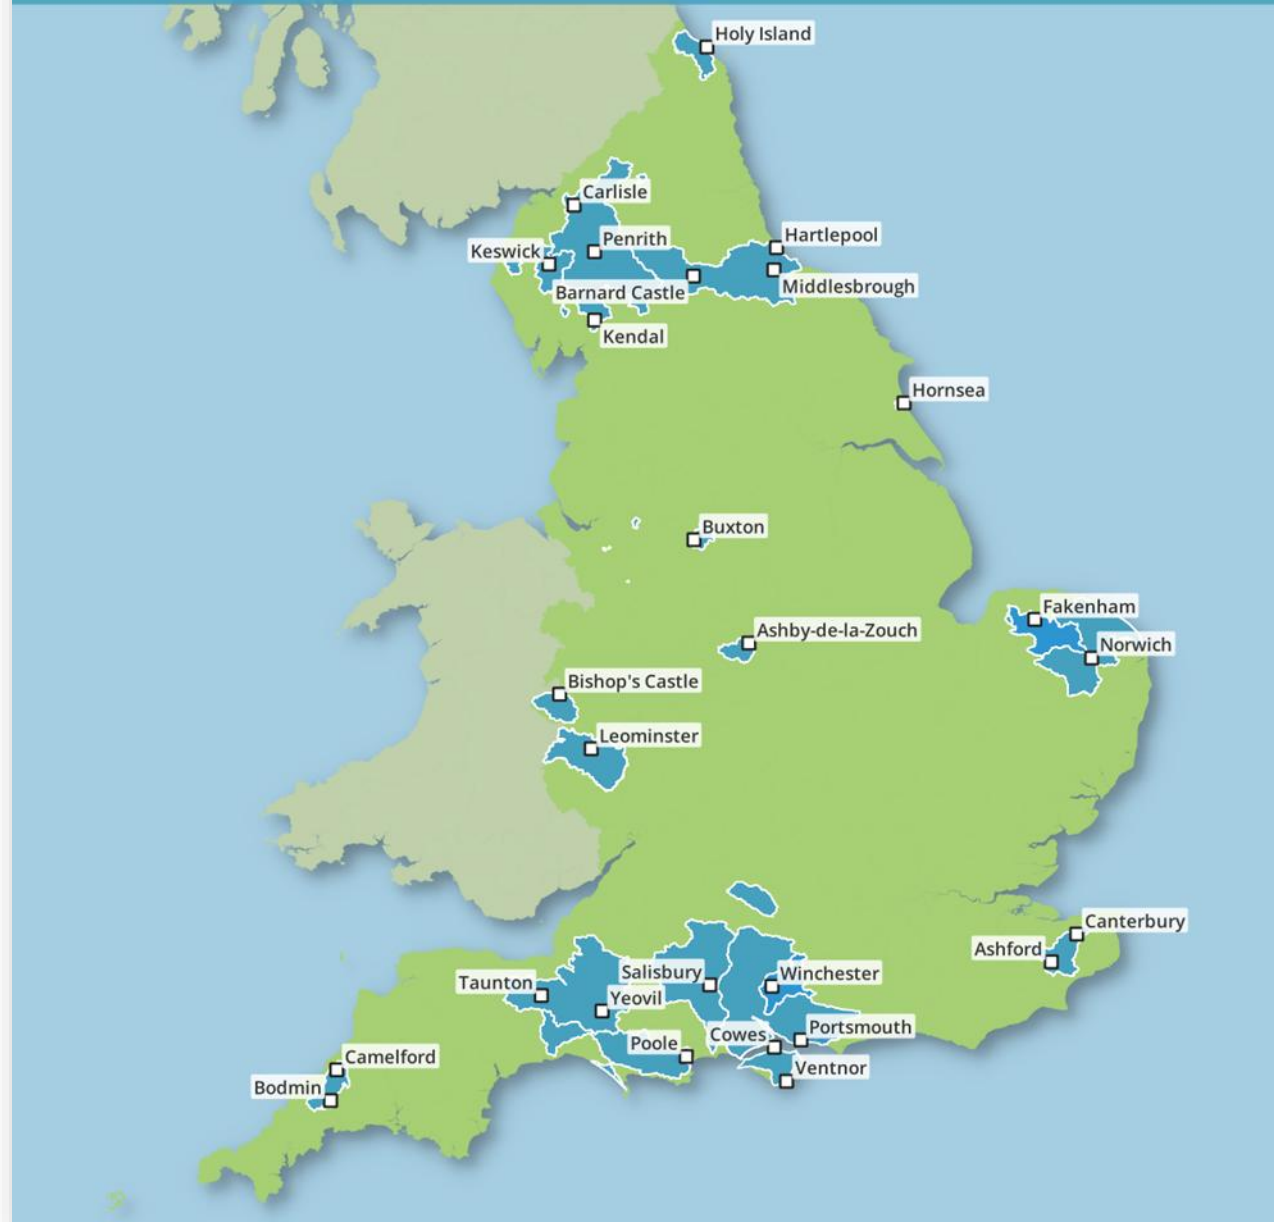 Holy Island
Carlisle
Penrith
Hartlepool
Keswick
Barnard Castle
Middlesbrough
Kendal
Hornsea
Buxton
Fakenham
Ashby-de-la-Zouch
Norwich
Bishop's Castle
Leominster
Canterbury
Ashford
Taunton
Salisbury
Winchester
Yeovil
Portsmouth
Cowes
Poole
Camelford
Ventnor
Bodmin